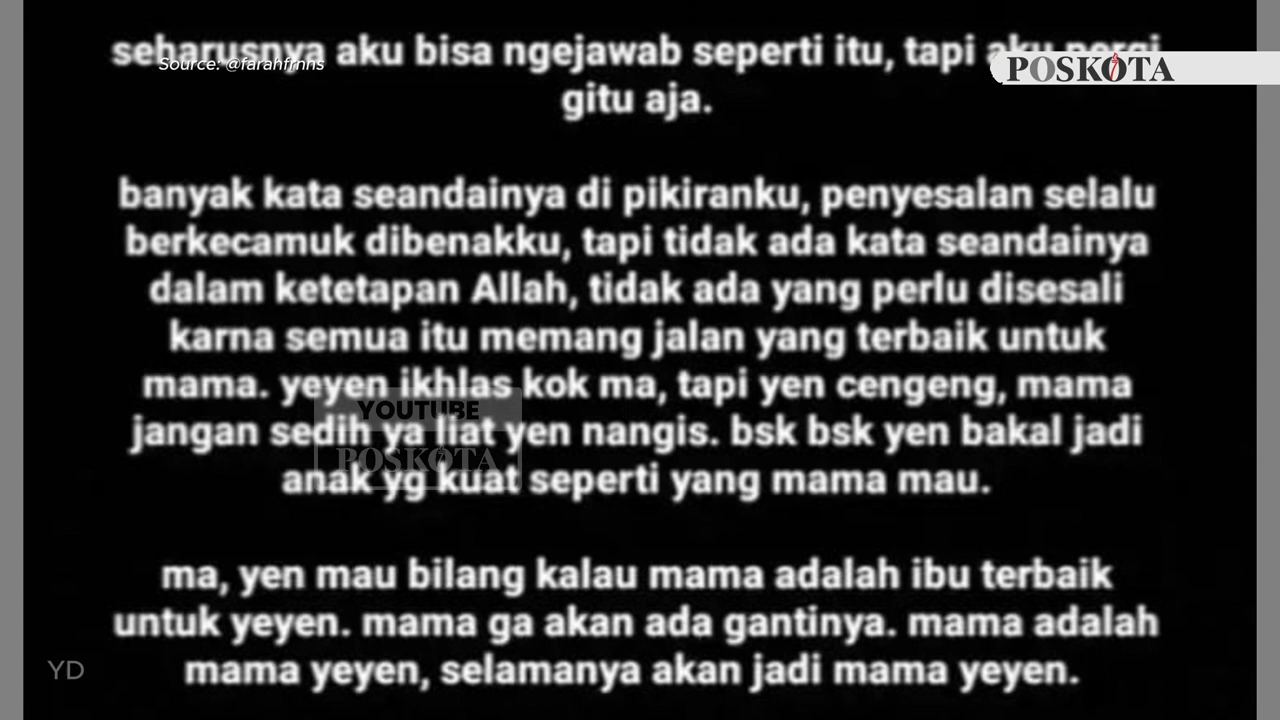 seharusnya aku bisa ngejawab seperti itu, tapi aku pergi
Source: @farahfrnns
POSKOTA
gitu aja.
banyak kata seandainya di pikiranku, penyesalan selalu
berkecamuk dibenakku, tapi tidak ada kata seandainya
dalam ketetapan Allah, tidak ada yang perlu disesali
karna semua itu memang jalan yang terbaik untuk
mama. yeyen ikhlas kok ma, tapi yen cengeng, mama
YOUTUBE
jangan sedih ya liat yen nangis. bsk bsk yen bakal jadi
POSKOTA
anak yg kuat seperti yang mama mau.
ma, yen mau bilang kalau mama adalah ibu terbaik
untuk yeyen. mama ga akan ada gantinya. mama adalah
mama yeyen, selamanya akan jadi mama yeyen.
YD